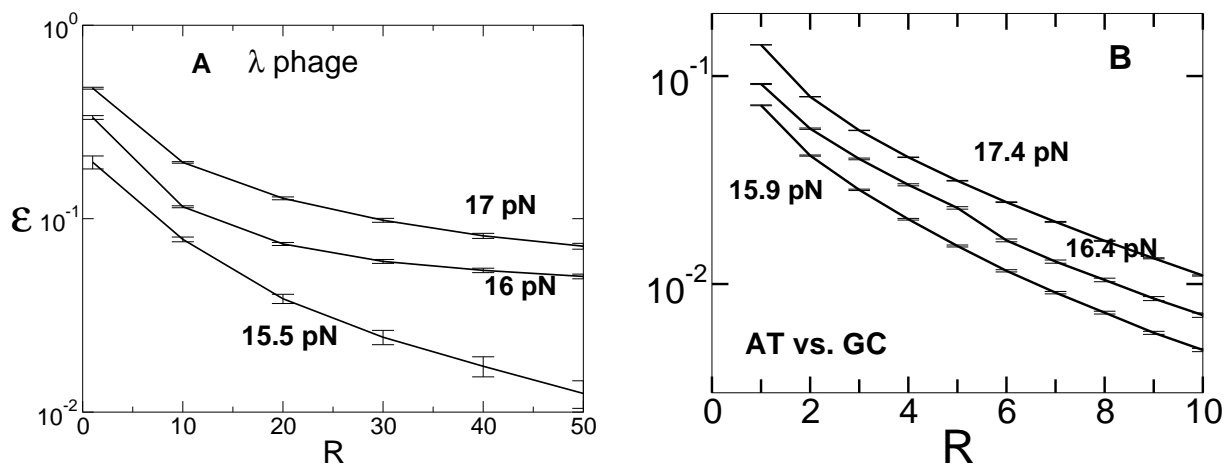 10^0
A λ phage
ε
10^-1
17 pN
16 pN
15.5 pN
10^-2
0 10 20 30 40 50
R
B
10^-1
17.4 pN
15.9 pN
16.4 pN
10^-2
AT vs. GC
0 2 4 6 8 10
R